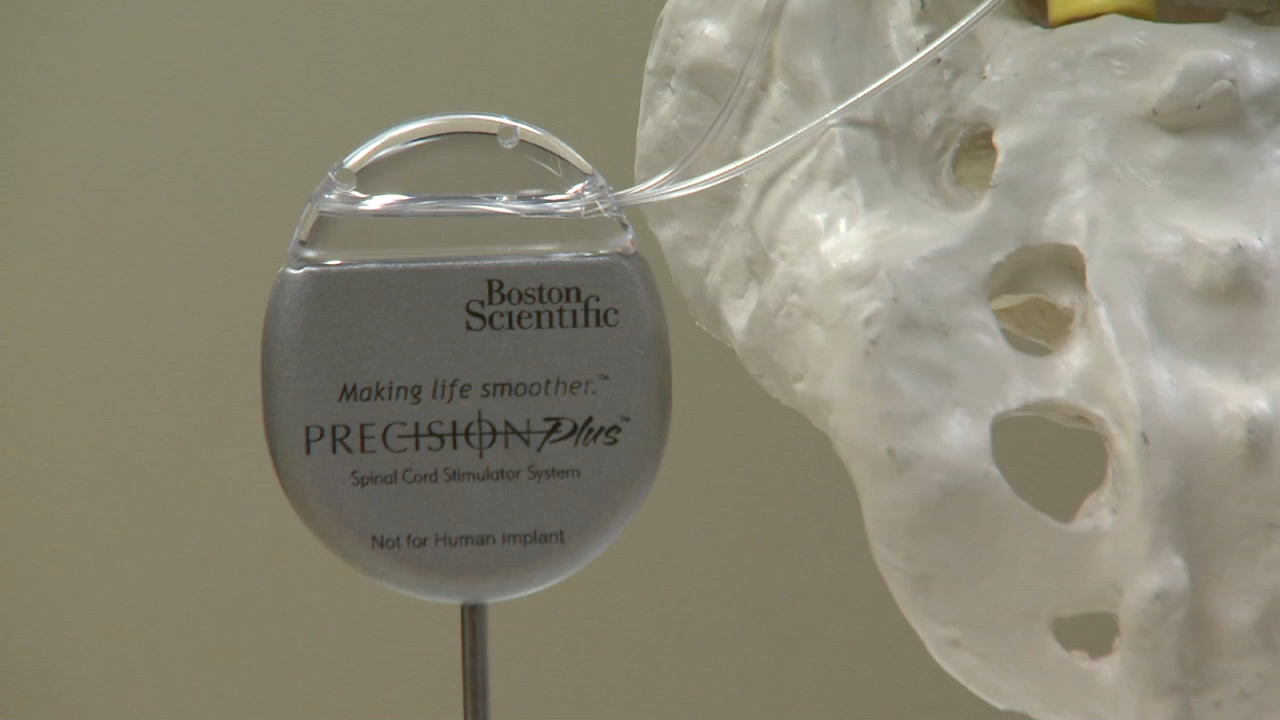 Boston
Scientific
Making life smoother.™
PRECISION Plus™
Spinal Cord Stimulator System
Not for Human implant